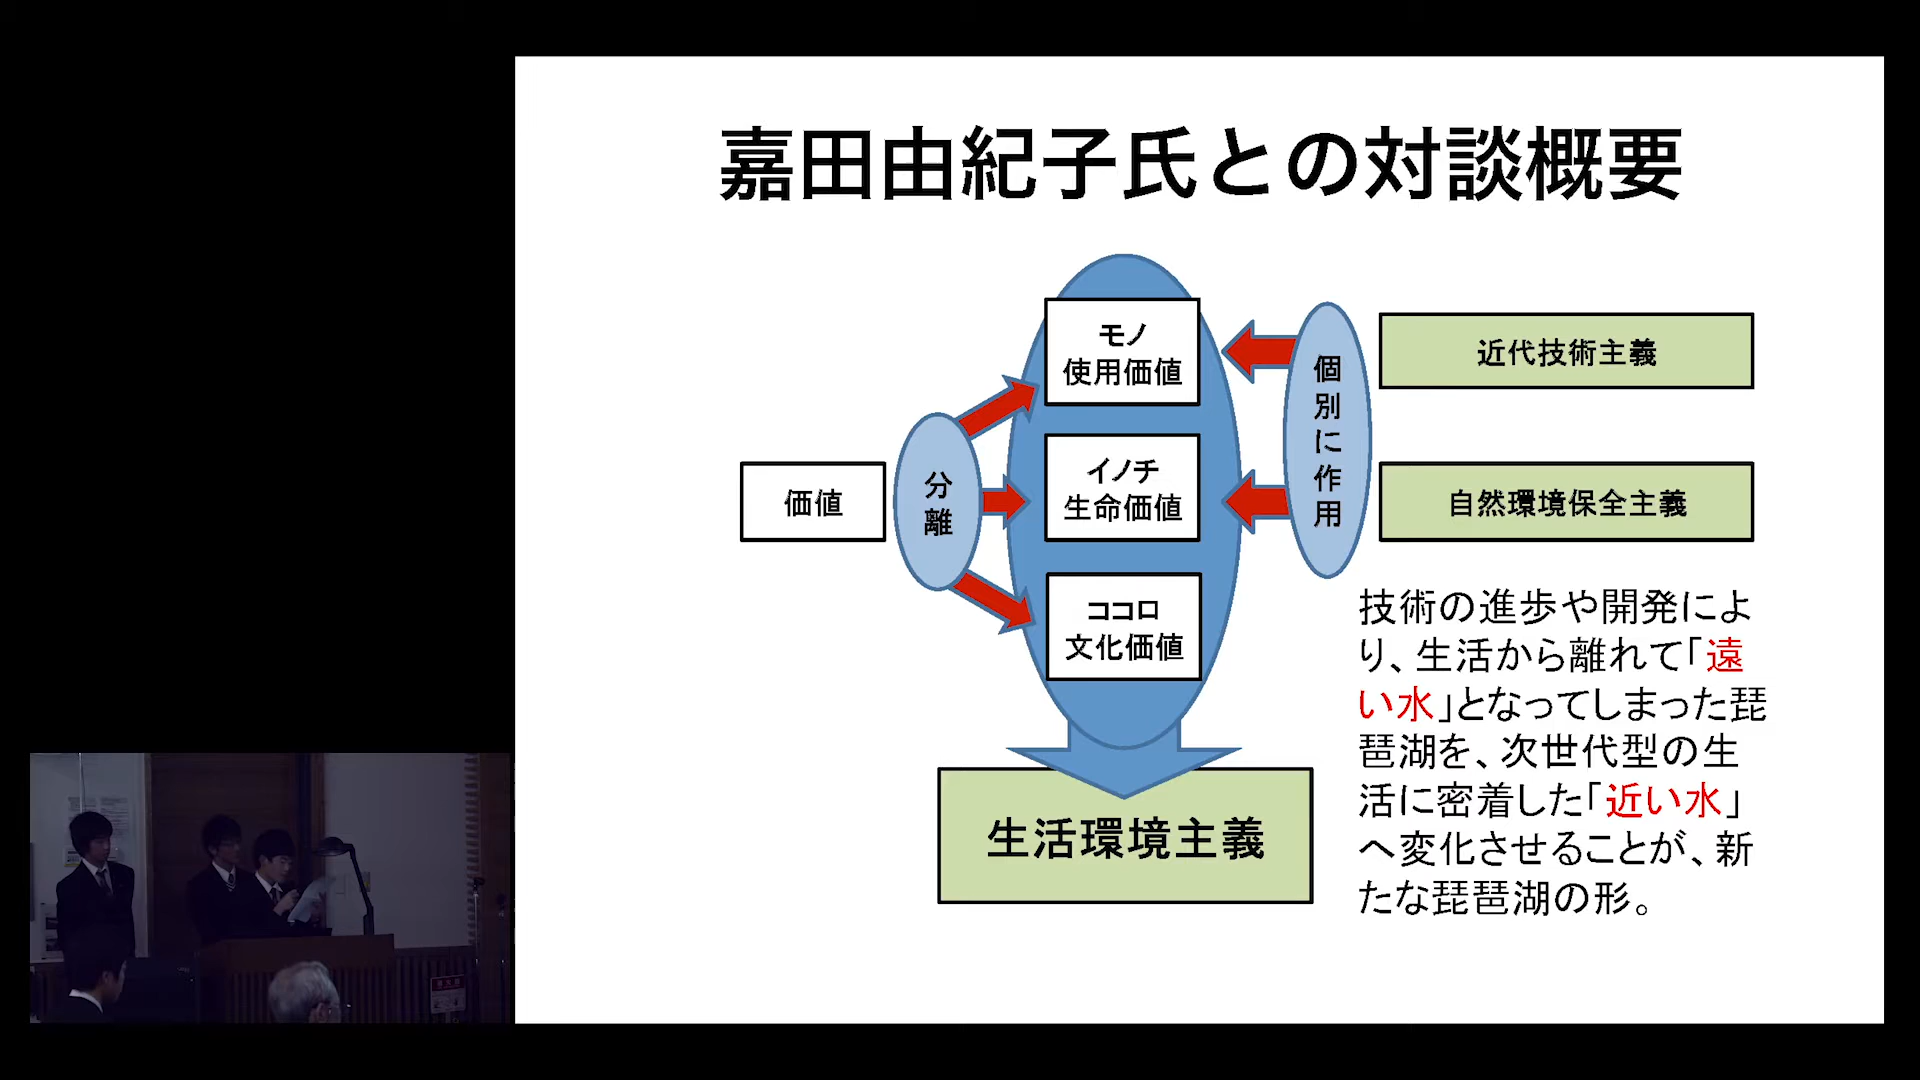 嘉田由紀子氏との対談概要
価値
分
離
モノ
使用価値
イノチ
生命価値
ココロ
文化価値
個
別
に
作
用
近代技術主義
自然環境保全主義
生活環境主義
技術の進歩や開発によ
り、生活から離れて「遠
い水」となってしまった琵
琶湖を、次世代型の生
活に密着した「近い水」
へ変化させることが、新
たな琵琶湖の形。